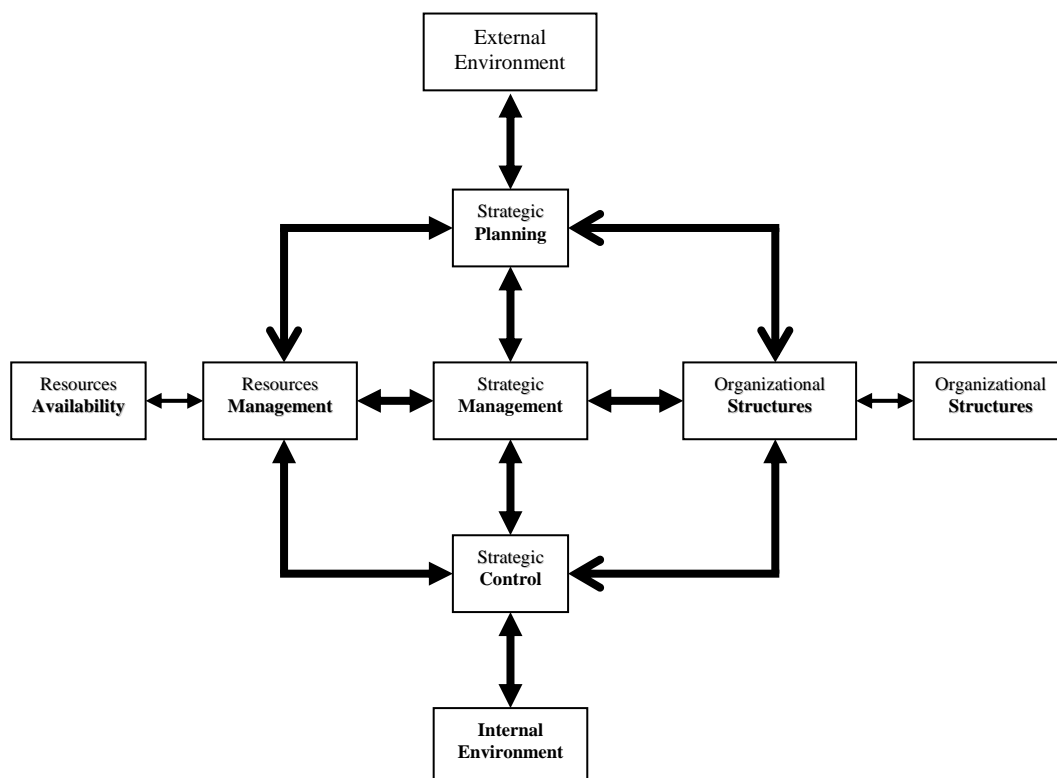 External
Environment
Strategic
Planning
Resources
Availability
Resources
Management
Strategic
Management
Organizational
Structures
Organizational
Structures
Strategic
Control
Internal
Environment